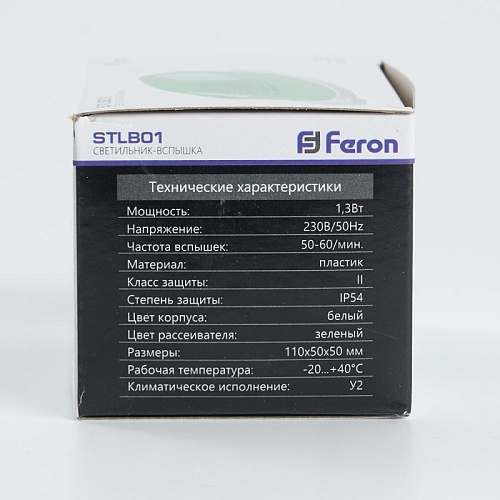 STLB01
СВЕТИЛЬНИК-ВСПЫШКА
Feron
Технические характеристики
Мощность: 1,3Вт
Напряжение: 230В/50Hz
Частота вспышек: 50-60/мин.
Материал: пластик
Класс защиты: II
Степень защиты: IP54
Цвет корпуса: белый
Цвет рассеивателя: зеленый
Размеры: 110x50x50 мм
Рабочая температура: -20...+40°C
Климатическое исполнение: У2